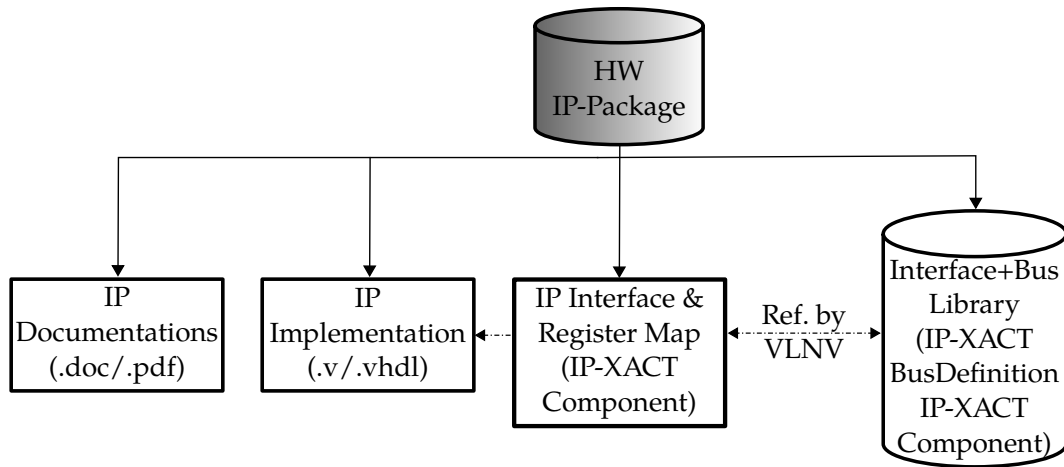 HW
IP-Package
IP
Documentations
(.doc/.pdf)
IP
Implementation
(.v/.vhdl)
IP Interface &
Register Map
(IP-XACT
Component)
Ref. by
VLNV
Interface+Bus
Library
(IP-XACT
BusDefinition
IP-XACT
Component)